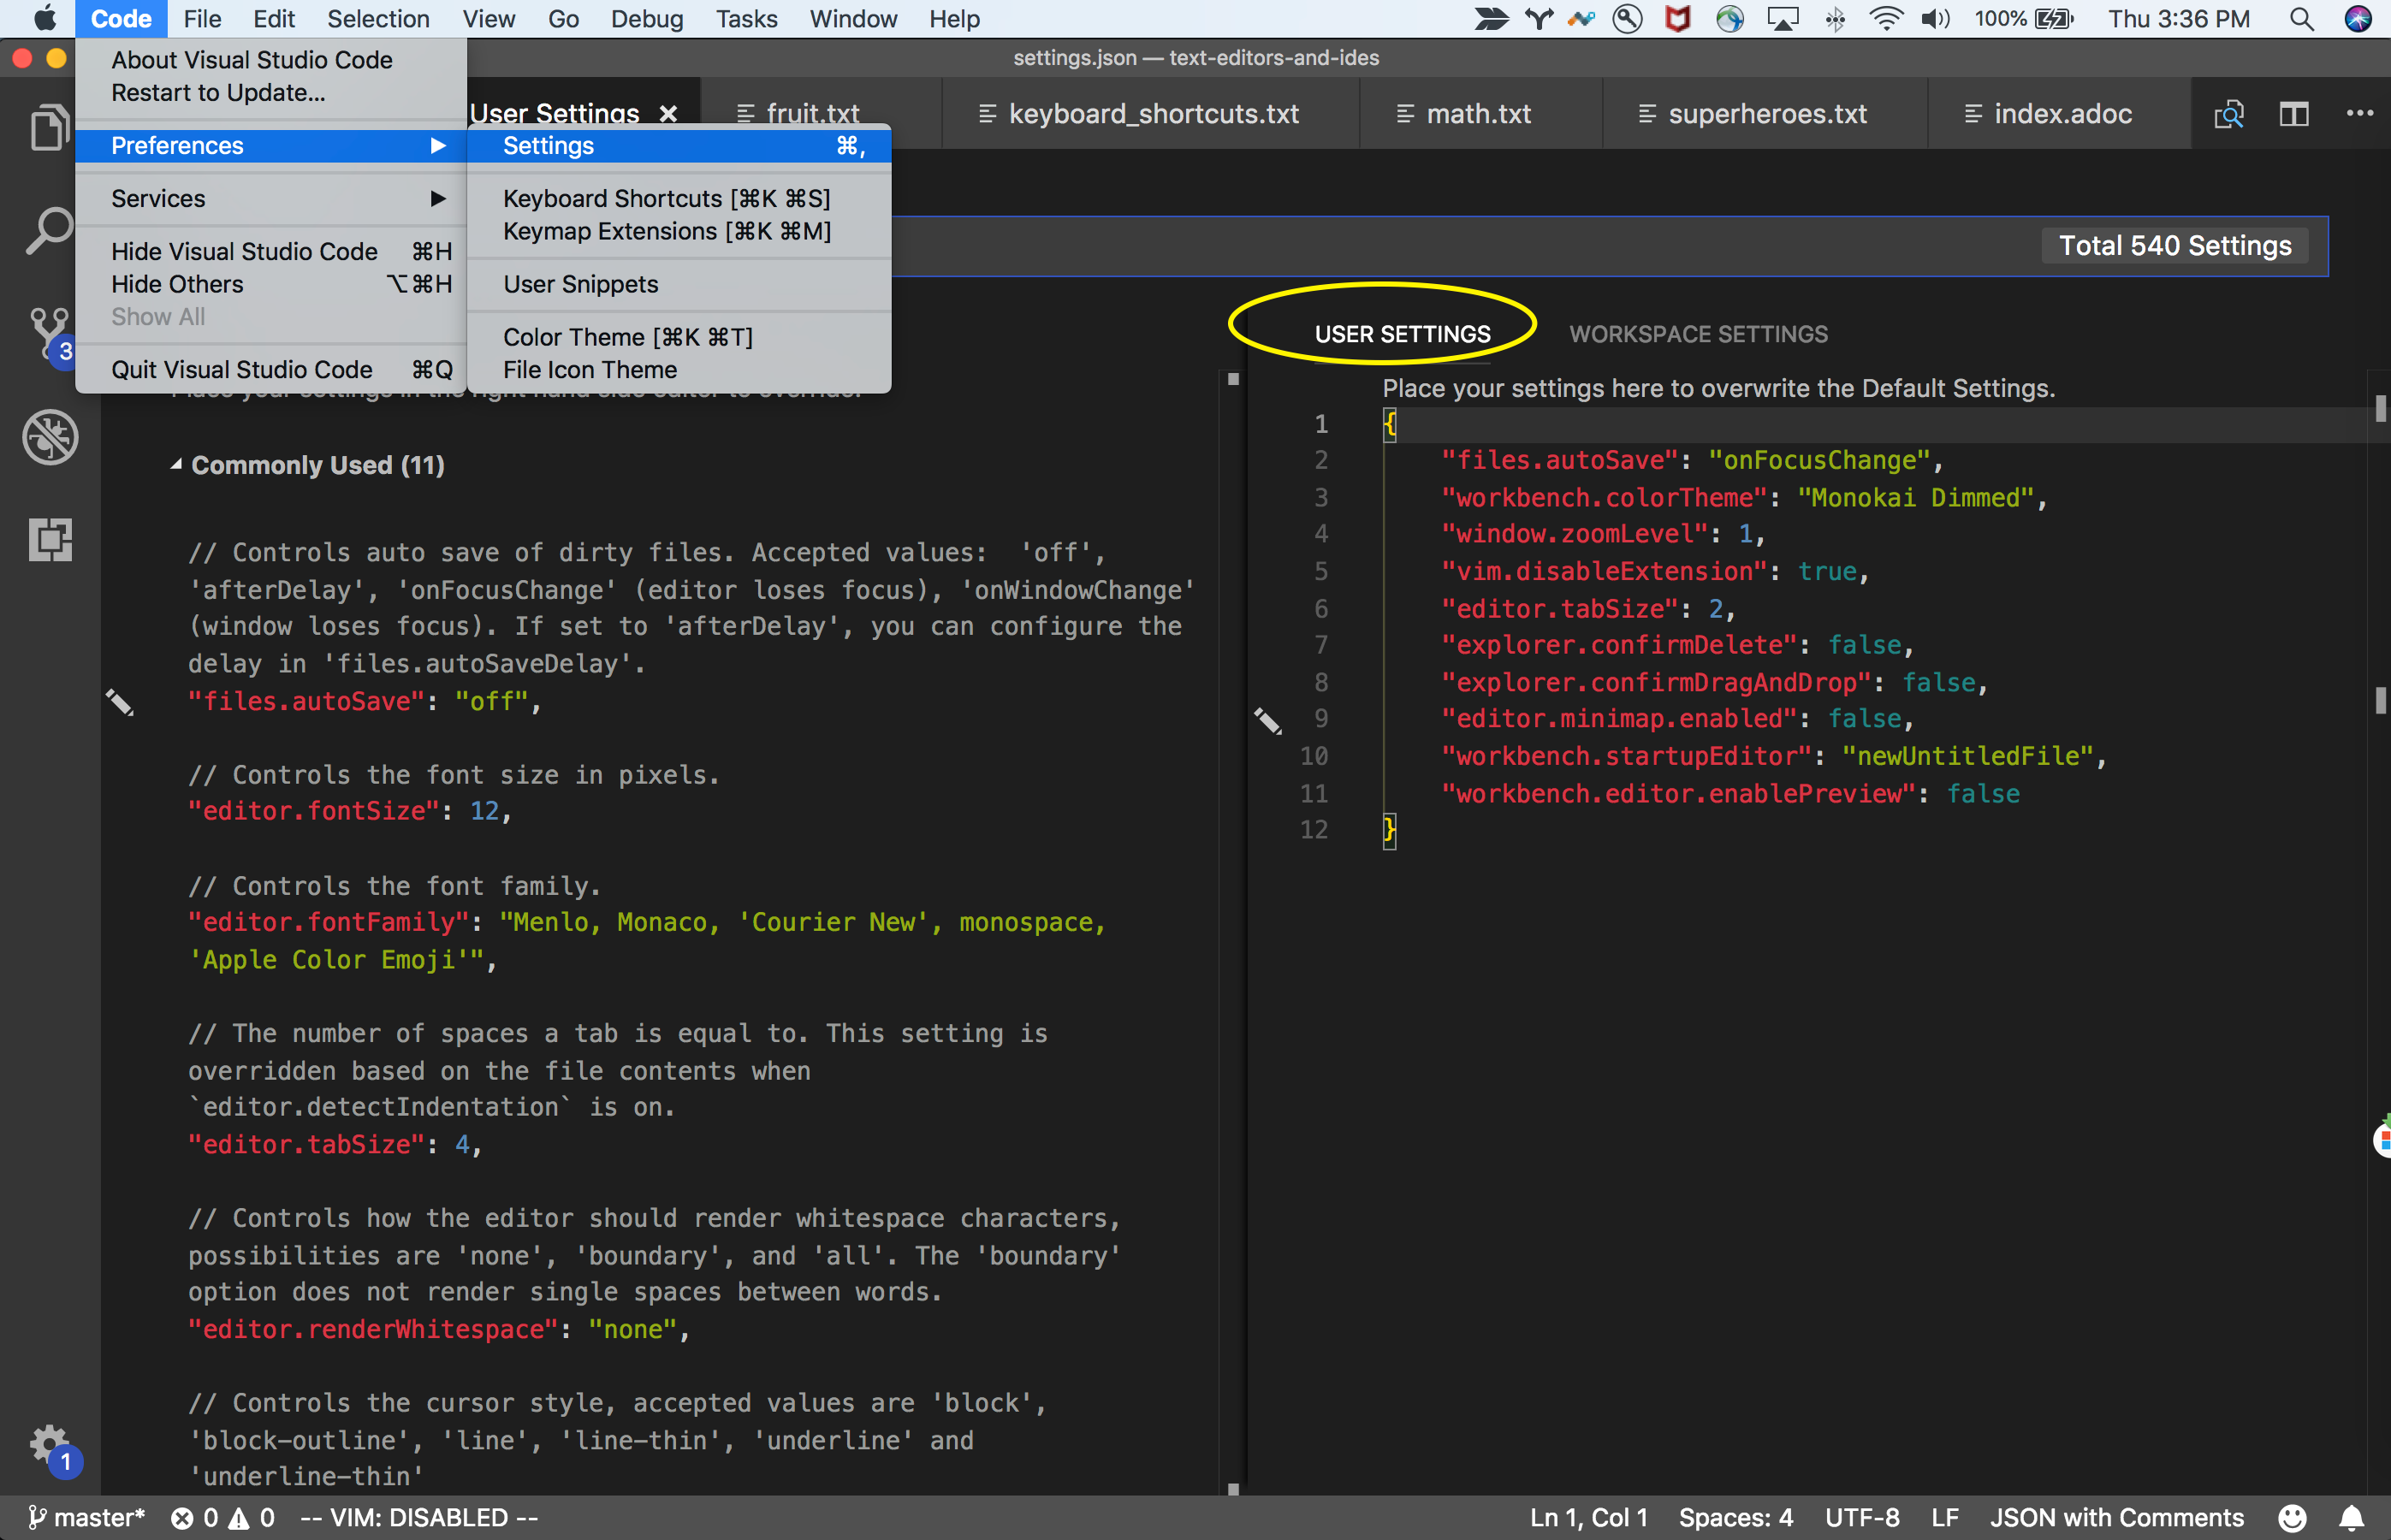 Code File Edit Selection View Go Debug Tasks Window Help 100% Thu 3:36 PM
settings.json — text-editors-and-ides
About Visual Studio Code
Restart to Update...
Preferences
Services
Hide Visual Studio Code ⌘H
Hide Others ⌥⌘H
Show All
Quit Visual Studio Code ⌘Q
Settings ⌘,
Keyboard Shortcuts [⌘K ⌘S]
Keymap Extensions [⌘K ⌘M]
User Snippets
Color Theme [⌘K ⌘T]
File Icon Theme
User Settings fruit.txt keyboard_shortcuts.txt math.txt superheroes.txt index.adoc
Total 540 Settings
3
Place your settings in the right hand side editor to override.
Commonly Used (11)
// Controls auto save of dirty files. Accepted values:  'off',
'afterDelay', 'onFocusChange' (editor loses focus), 'onWindowChange'
(window loses focus). If set to 'afterDelay', you can configure the
delay in 'files.autoSaveDelay'.
"files.autoSave": "off",
// Controls the font size in pixels.
"editor.fontSize": 12,
// Controls the font family.
"editor.fontFamily": "Menlo, Monaco, 'Courier New', monospace,
'Apple Color Emoji'",
// The number of spaces a tab is equal to. This setting is
overridden based on the file contents when
`editor.detectIndentation` is on.
"editor.tabSize": 4,
// Controls how the editor should render whitespace characters,
possibilities are 'none', 'boundary', and 'all'. The 'boundary'
option does not render single spaces between words.
"editor.renderWhitespace": "none",
// Controls the cursor style, accepted values are 'block',
'block-outline', 'line', 'line-thin', 'underline' and
'underline-thin'
1
USER SETTINGS WORKSPACE SETTINGS
Place your settings here to overwrite the Default Settings.
1 {
2 "files.autoSave": "onFocusChange",
3 "workbench.colorTheme": "Monokai Dimmed",
4 "window.zoomLevel": 1,
5 "vim.disableExtension": true,
6 "editor.tabSize": 2,
7 "explorer.confirmDelete": false,
8 "explorer.confirmDragAndDrop": false,
9 "editor.minimap.enabled": false,
10 "workbench.startupEditor": "newUntitledFile",
11 "workbench.editor.enablePreview": false
12 }
master* 0 0 -- VIM: DISABLED -- Ln 1, Col 1 Spaces: 4 UTF-8 LF JSON with Comments